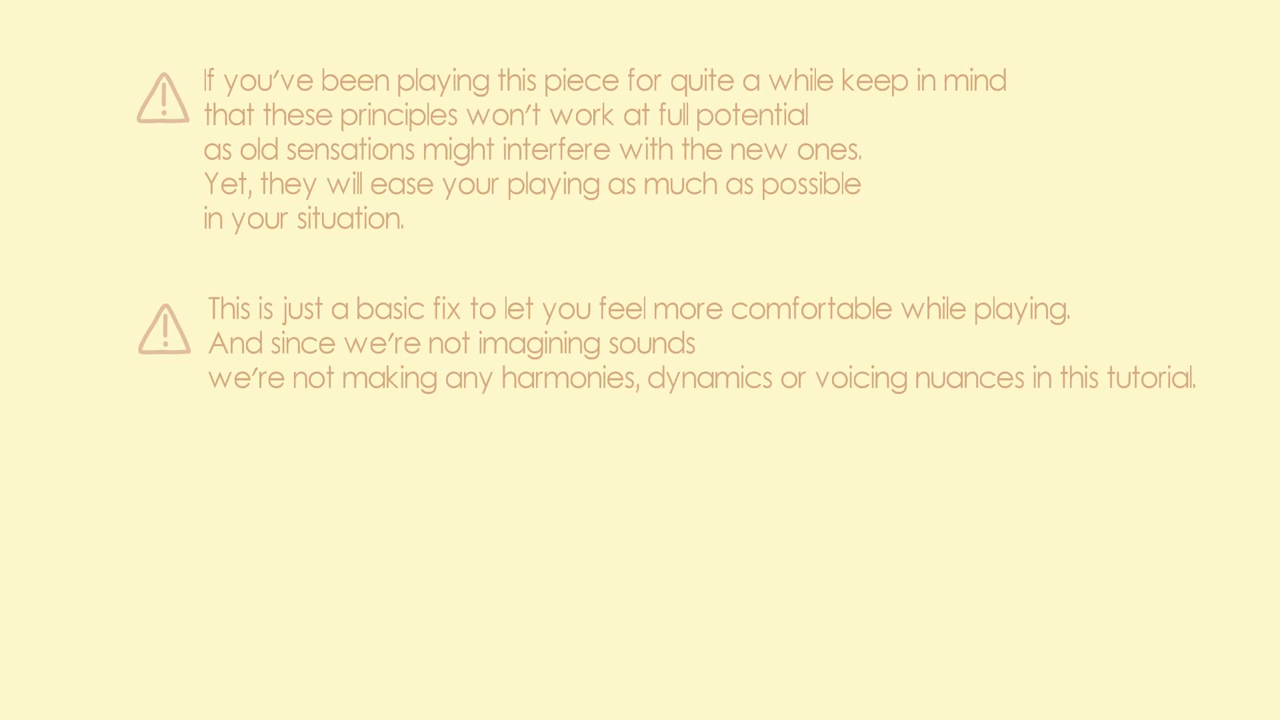 If you've been playing this piece for quite a while keep in mind
that these principles won't work at full potential
as old sensations might interfere with the new ones.
Yet, they will ease your playing as much as possible
in your situation.
This is just a basic fix to let you feel more comfortable while playing.
And since we're not imagining sounds
we're not making any harmonies, dynamics or voicing nuances in this tutorial.